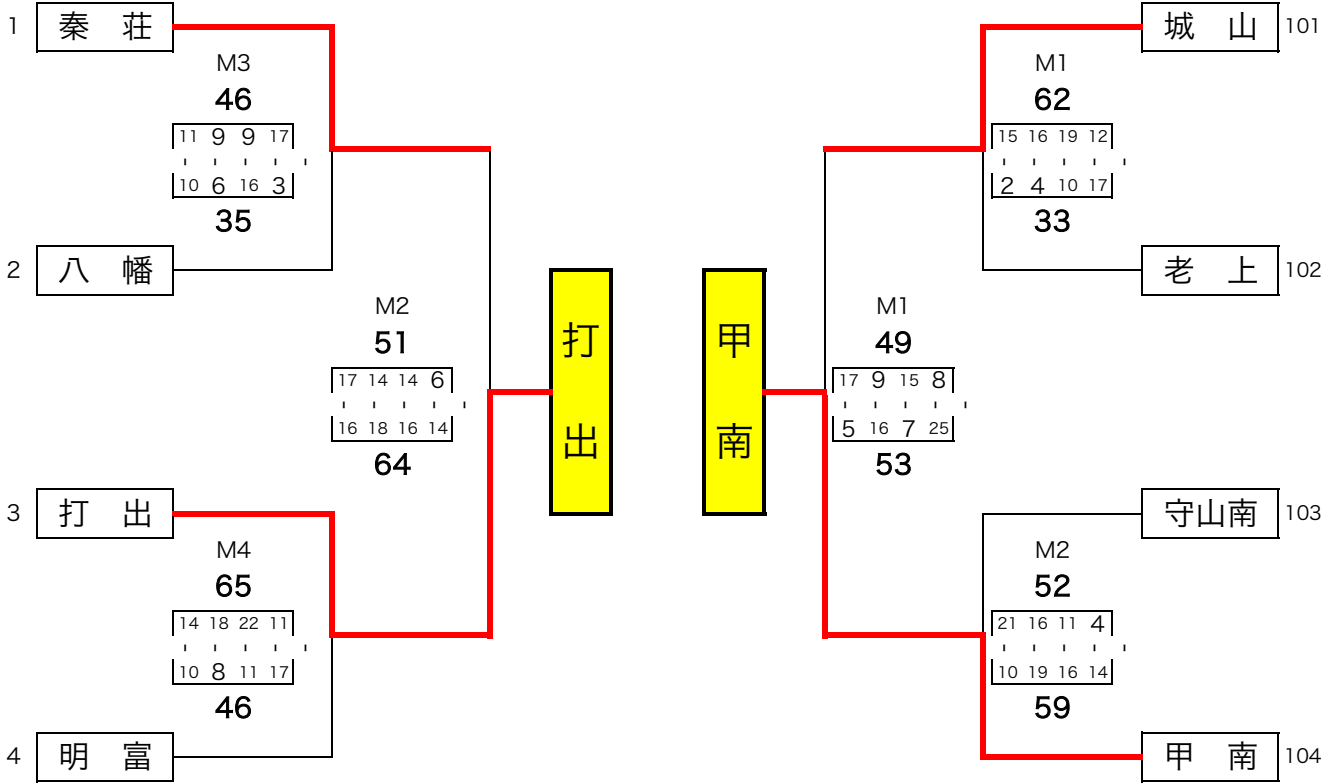 1 秦 荘
M3
46
11 9 9 17
- - - - -
10 6 16 3
35
2 八 幡
M2
51
17 14 14 6
- - - - -
16 18 16 14
64
3 打 出
M4
65
14 18 22 11
- - - - -
10 8 11 17
46
4 明 富
打出
甲南
城 山 101
M1
62
15 16 19 12
- - - - -
2 4 10 17
33
老 上 102
M1
49
17 9 15 8
- - - - -
5 16 7 25
53
守山南 103
M2
52
21 16 11 4
- - - - -
10 19 16 14
59
甲 南 104